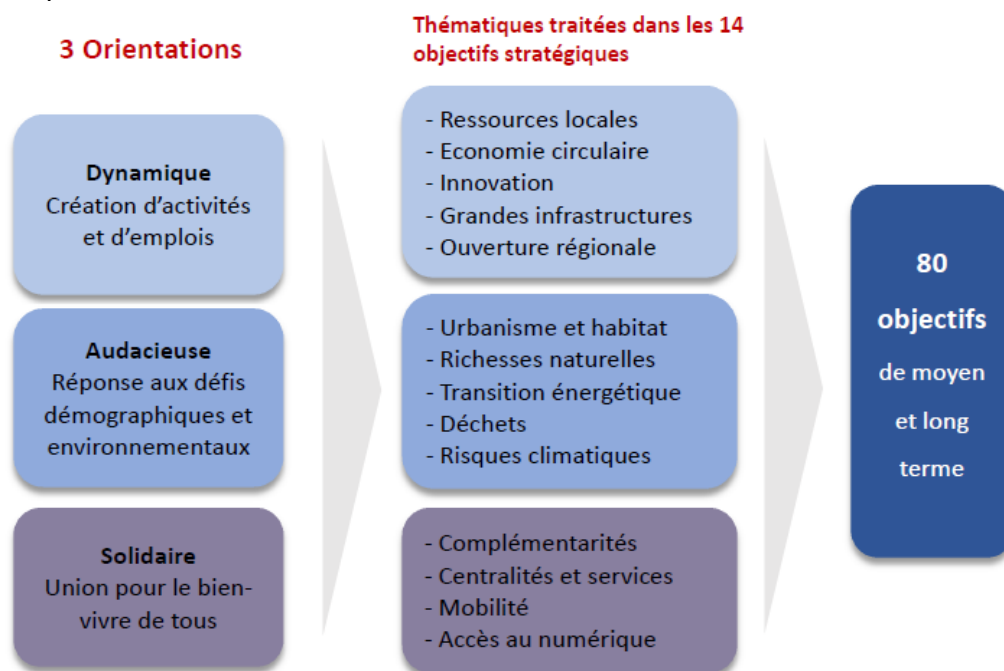 3 Orientations
Thématiques traitées dans les 14
objectifs stratégiques
Dynamique
Création d'activités
et d'emplois
- Ressources locales
- Economie circulaire
- Innovation
- Grandes infrastructures
- Ouverture régionale
Audacieuse
Réponse aux défis
démographiques et
environnementaux
- Urbanisme et habitat
- Richesses naturelles
- Transition énergétique
- Déchets
- Risques climatiques
Solidaire
Union pour le bien-
vivre de tous
- Complémentarités
- Centralités et services
- Mobilité
- Accès au numérique
80
objectifs
de moyen
et long
terme